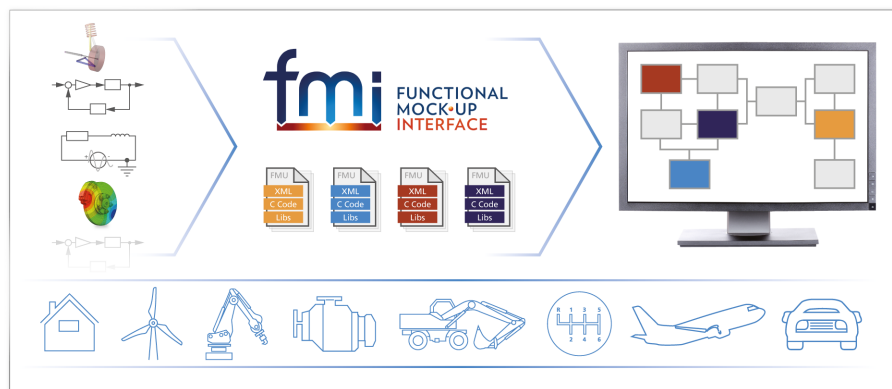 fmi
FUNCTIONAL
MOCK-UP
INTERFACE
FMU
XML
C Code
Libs
FMU
XML
C Code
Libs
FMU
XML
C Code
Libs
FMU
XML
C Code
Libs
R 1 3 5
2 4 6